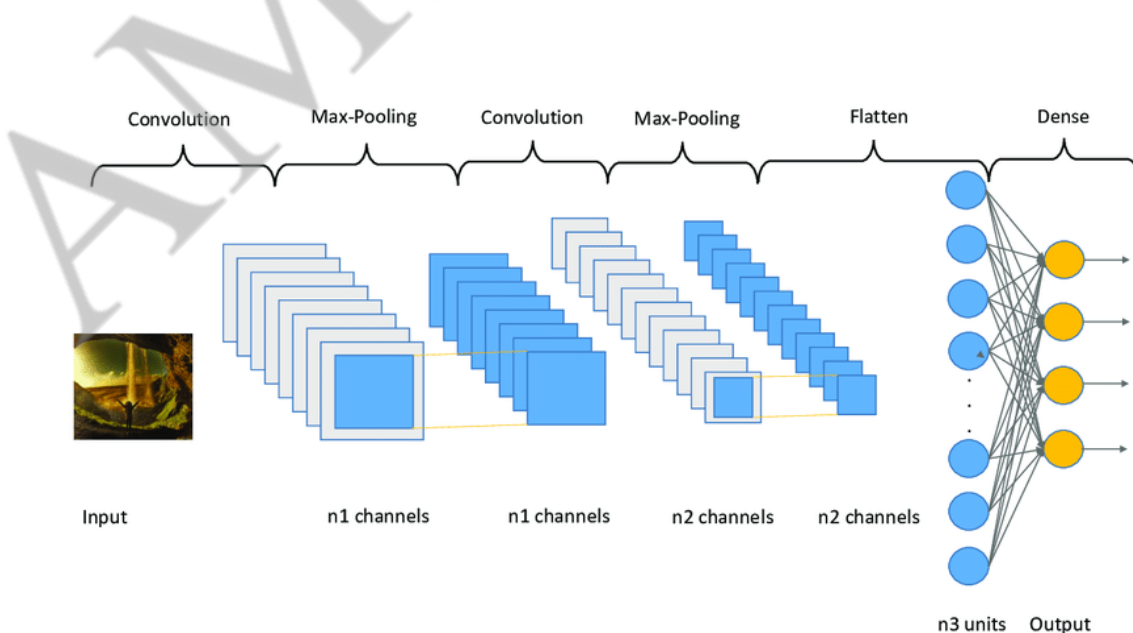 AM
Convolution
Max-Pooling
Convolution
Max-Pooling
Flatten
Dense
Input
n1 channels
n1 channels
n2 channels
n2 channels
n3 units
Output